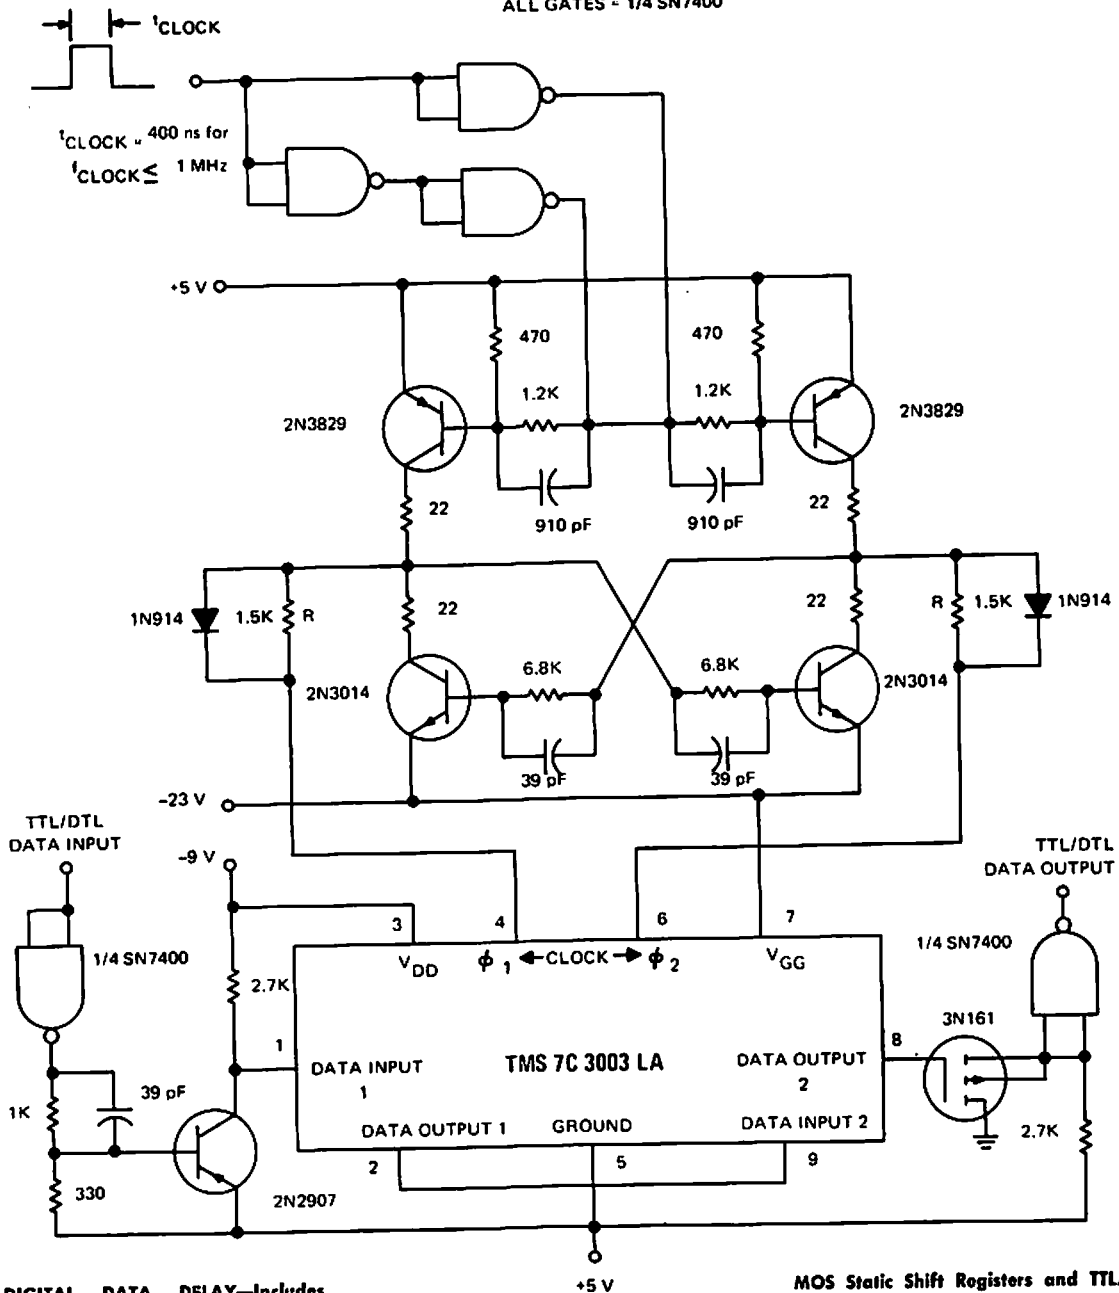 ALL GATES = 1/4 SN7400
tCLOCK
tCLOCK = 400 ns for
fCLOCK ≤ 1 MHz
+5 V
470
470
1.2K
1.2K
2N3829
2N3829
22
22
910 pF
910 pF
1N914
1.5K
R
22
22
R
1.5K
1N914
6.8K
6.8K
2N3014
2N3014
39 pF
39 pF
-23 V
TTL/DTL
DATA INPUT
-9 V
TTL/DTL
DATA OUTPUT
3
4
6
7
1/4 SN7400
VDD
ϕ1 ←CLOCK→ ϕ2
VGG
1/4 SN7400
2.7K
3N161
1
8
DATA INPUT
1
TMS 7C 3003 LA
DATA OUTPUT
2
39 pF
1K
DATA OUTPUT 1
GROUND
DATA INPUT 2
2.7K
2
5
9
330
2N2907
+5 V
DIGITAL DATA DELAY—Includes
MOS Static Shift Registers and TTL